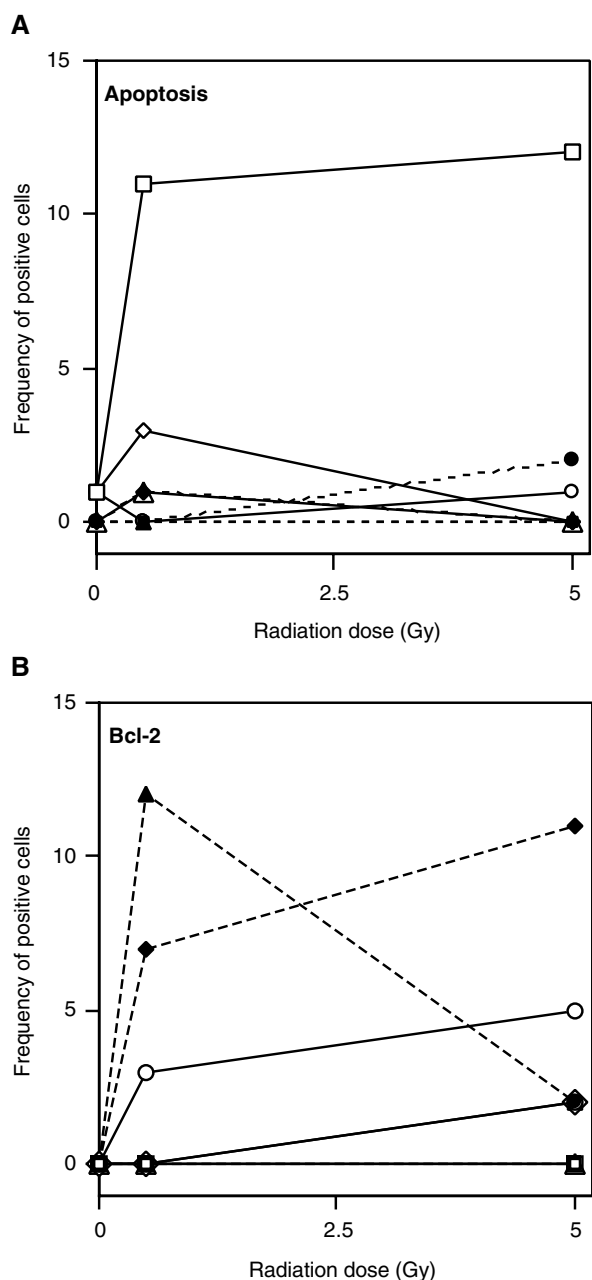 A
15
Apoptosis
10
Frequency of positive cells
5
0
0 2.5 5
Radiation dose (Gy)
B
15
Bcl-2
10
Frequency of positive cells
5
0
0 2.5 5
Radiation dose (Gy)